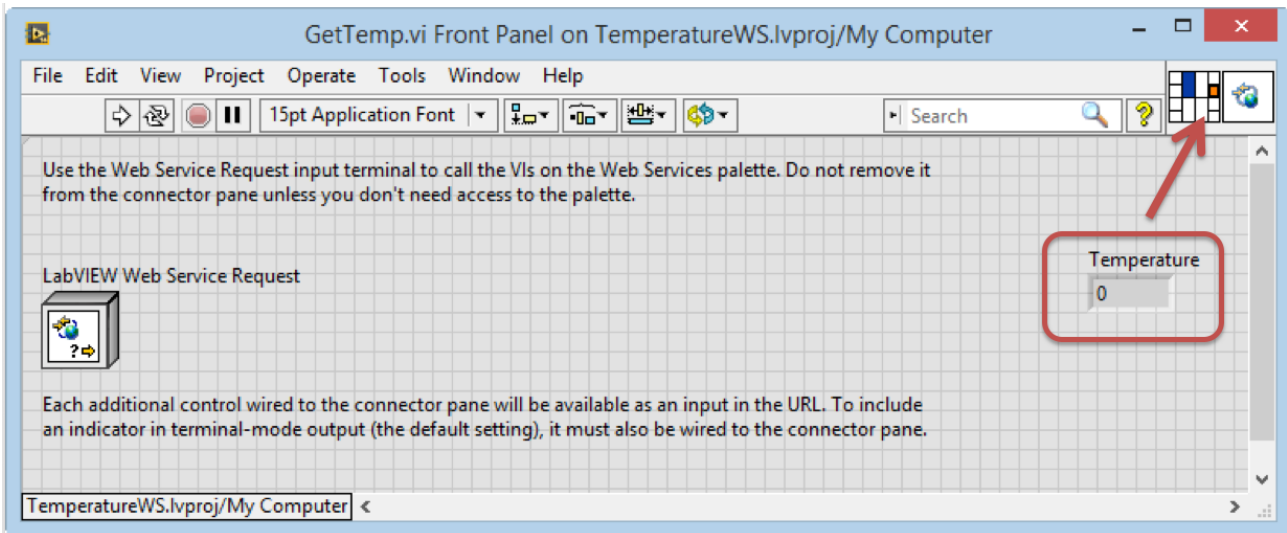 GetTemp.vi Front Panel on TemperatureWS.lvproj/My Computer
File Edit View Project Operate Tools Window Help
15pt Application Font
Search
Use the Web Service Request input terminal to call the VIs on the Web Services palette. Do not remove it
from the connector pane unless you don't need access to the palette.
Temperature
0
LabVIEW Web Service Request
Each additional control wired to the connector pane will be available as an input in the URL. To include
an indicator in terminal-mode output (the default setting), it must also be wired to the connector pane.
TemperatureWS.lvproj/My Computer